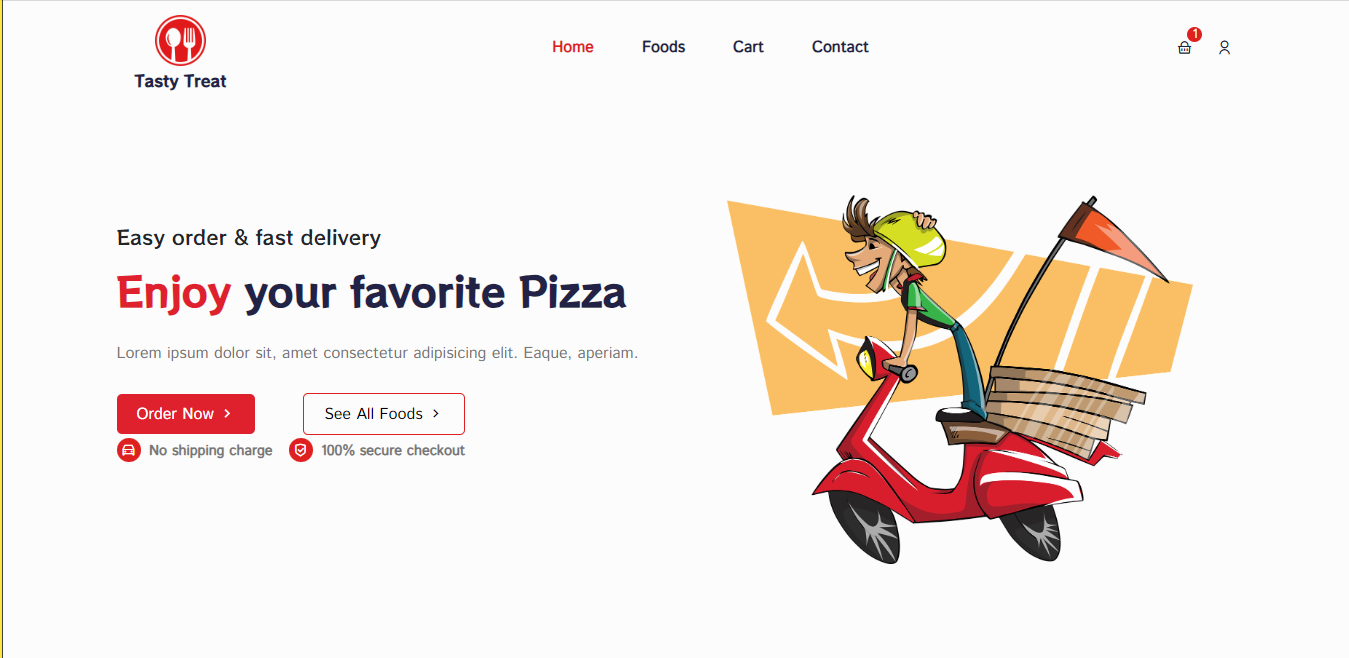 Tasty Treat
Home Foods Cart Contact
1
Easy order & fast delivery
Enjoy your favorite Pizza
Lorem ipsum dolor sit, amet consectetur adipisicing elit. Eaque, aperiam.
Order Now > See All Foods >
No shipping charge 100% secure checkout